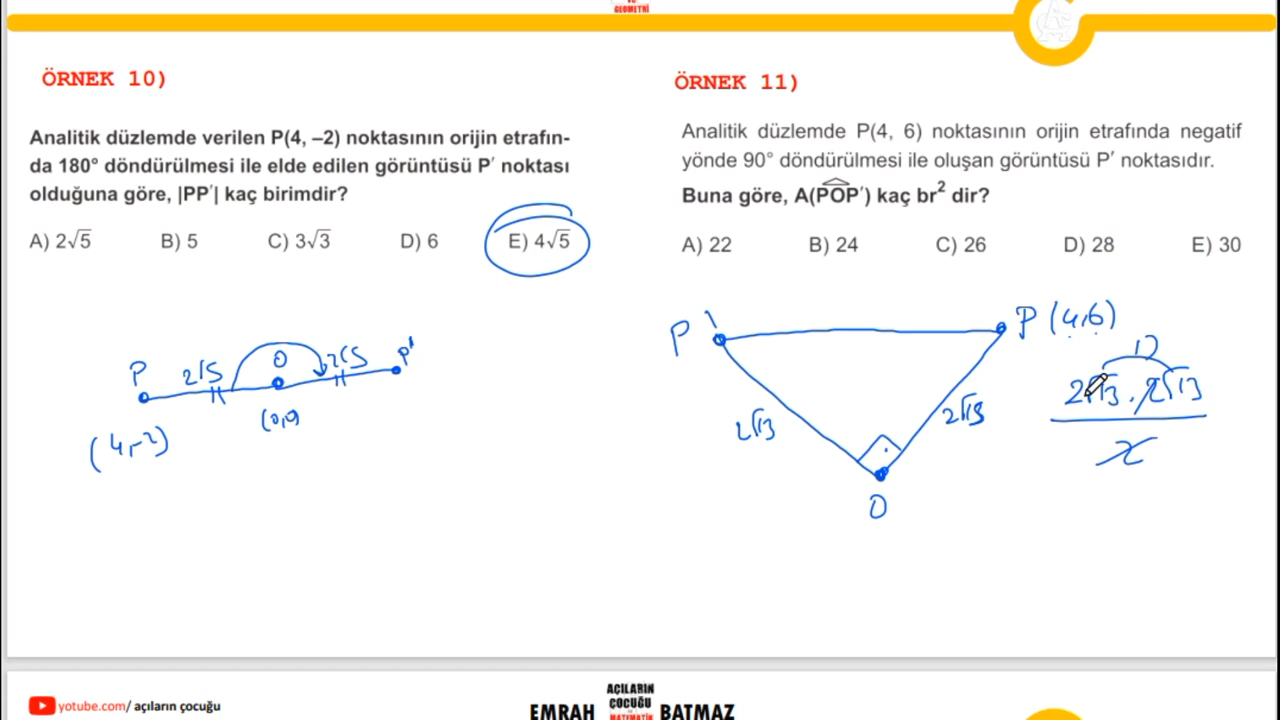 GEOMETRİ
ÖRNEK 10)
Analitik düzlemde verilen P(4, –2) noktasının orijin etrafın-
da 180° döndürülmesi ile elde edilen görüntüsü P′ noktası
olduğuna göre, |PP′| kaç birimdir?
A) 2√5 B) 5 C) 3√3 D) 6 E) 4√5
P 2√5 O 2√5 P'
(4,-2)
(0,0)
ÖRNEK 11)
Analitik düzlemde P(4, 6) noktasının orijin etrafında negatif
yönde 90° döndürülmesi ile oluşan görüntüsü P′ noktasıdır.
Buna göre, A(POP′) kaç br² dir?
A) 22 B) 24 C) 26 D) 28 E) 30
P' P (4,6)
13
2√13 . 2√13
2
2√13 2√13
O
yotube.com/ açıların çocuğu
AÇILARIN
ÇOCUĞU
EMRAH MATEMATİK BATMAZ